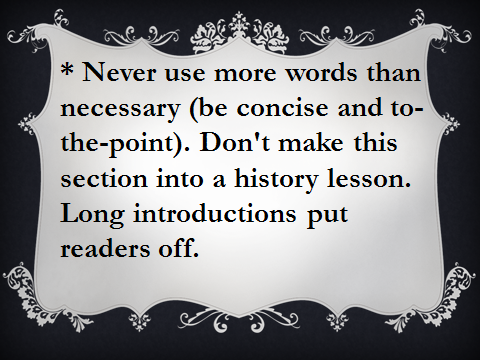 * Never use more words than
necessary (be concise and to-
the-point). Don't make this
section into a history lesson.
Long introductions put
readers off.